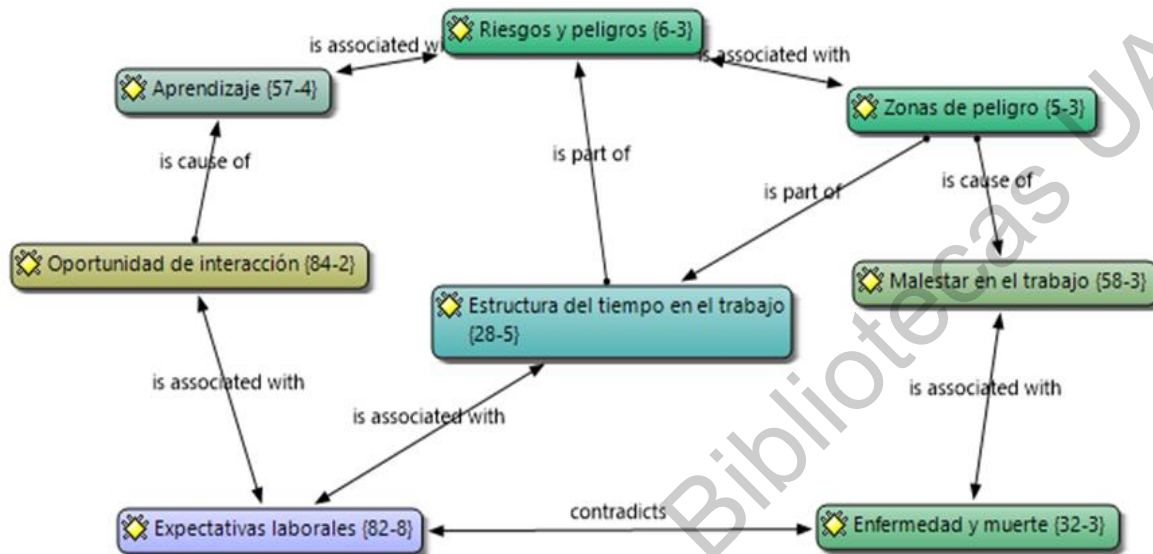 Riesgos y peligros {6-3}
is associated wi
is associated with
Aprendizaje {57-4}
Zonas de peligro {5-3}
is cause of
is part of
is part of
is cause of
Oportunidad de interacción {84-2}
Malestar en el trabajo {58-3}
Estructura del tiempo en el trabajo
{28-5}
is associated with
is associated with
is associated with
contradicts
Expectativas laborales {82-8}
Enfermedad y muerte {32-3}
Bibliotecas UA